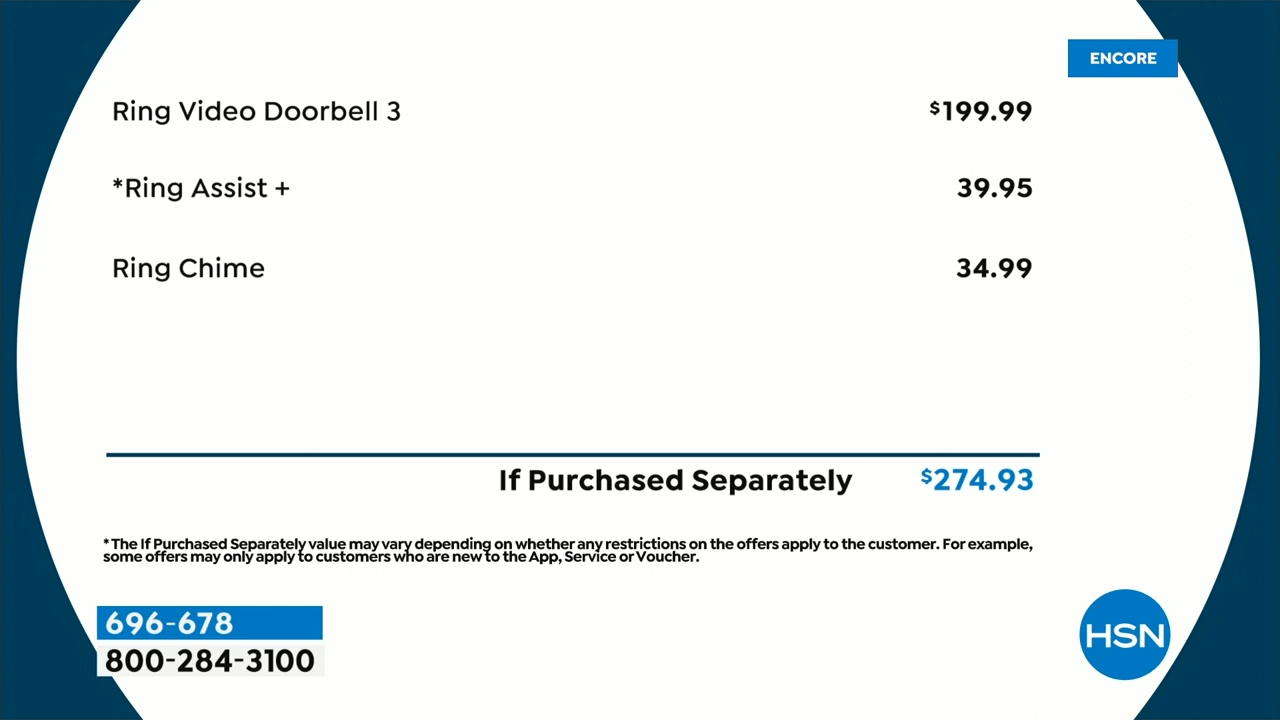 ENCORE
Ring Video Doorbell 3 $199.99
*Ring Assist + 39.95
Ring Chime 34.99
If Purchased Separately $274.93
*The If Purchased Separately value may vary depending on whether any restrictions on the offers apply to the customer. For example,
some offers may only apply to customers who are new to the App, Service or Voucher.
696-678
800-284-3100
HSN